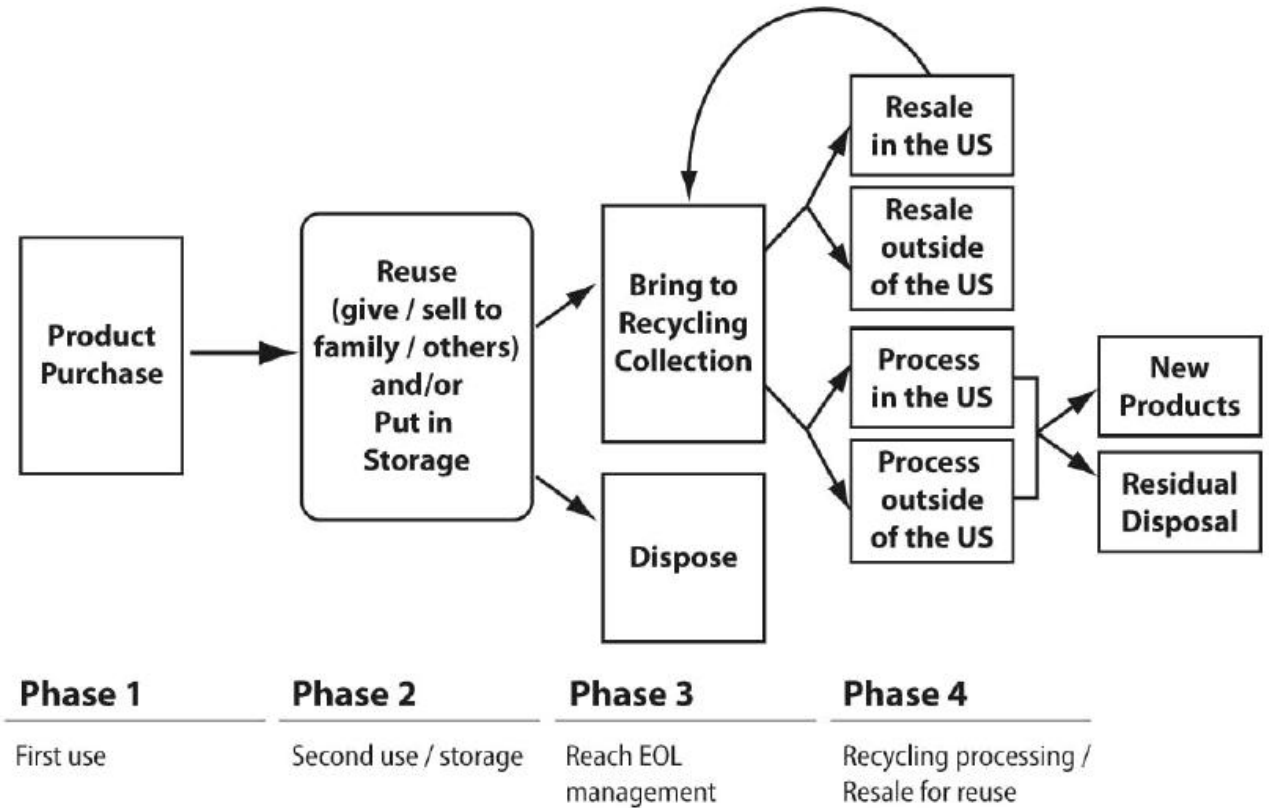 Product
Purchase
Reuse
(give / sell to
family / others)
and/or
Put in
Storage
Bring to
Recycling
Collection
Dispose
Resale
in the US
Resale
outside
of the US
Process
in the US
Process
outside
of the US
New
Products
Residual
Disposal
Phase 1
First use
Phase 2
Second use / storage
Phase 3
Reach EOL
management
Phase 4
Recycling processing /
Resale for reuse